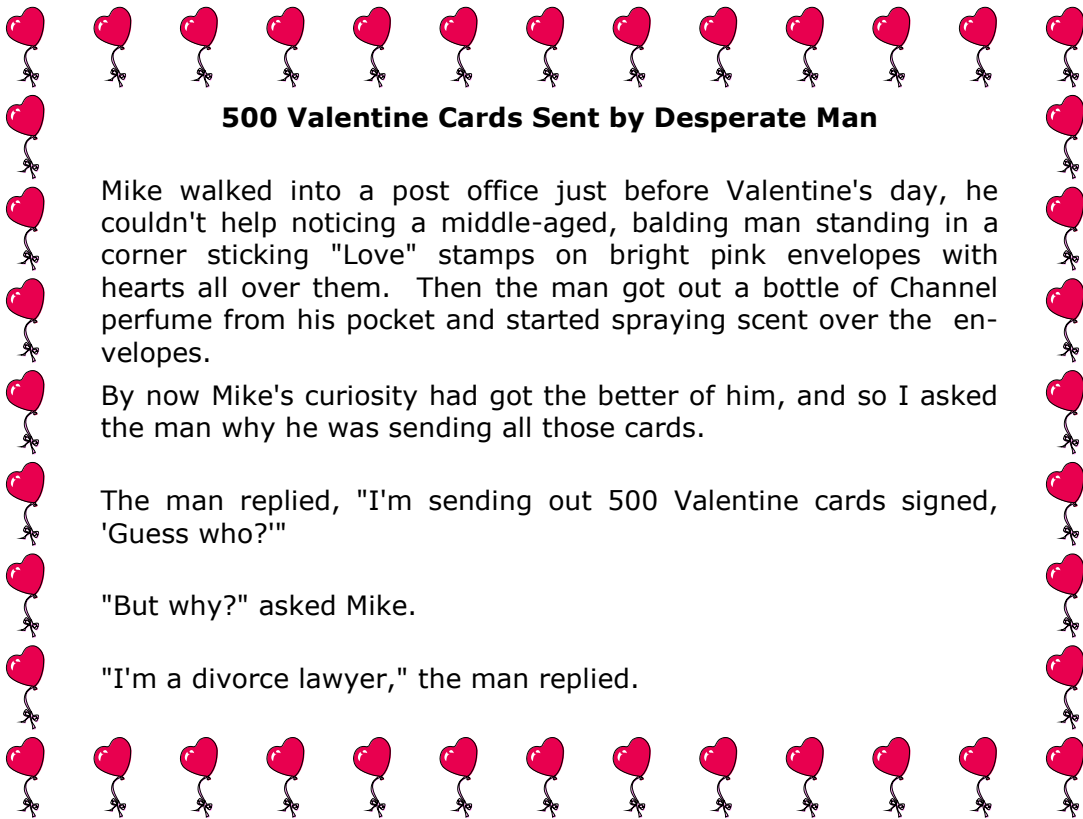 500 Valentine Cards Sent by Desperate Man
Mike walked into a post office just before Valentine's day, he
couldn't help noticing a middle-aged, balding man standing in a
corner sticking "Love" stamps on bright pink envelopes with
hearts all over them.  Then the man got out a bottle of Channel
perfume from his pocket and started spraying scent over the  en-
velopes.
By now Mike's curiosity had got the better of him, and so I asked
the man why he was sending all those cards.
The man replied, "I'm sending out 500 Valentine cards signed,
'Guess who?'"
"But why?" asked Mike.
"I'm a divorce lawyer," the man replied.